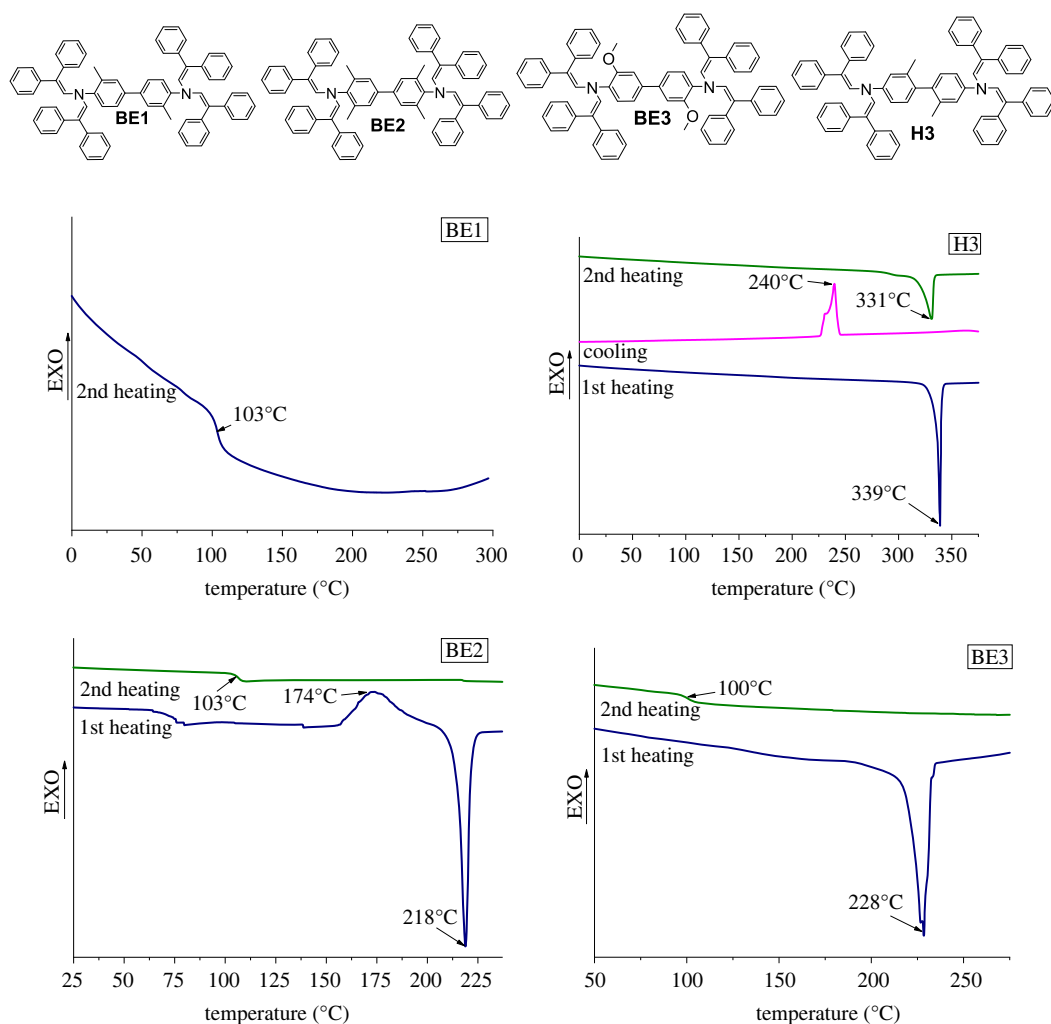 N N
BE1
N N
BE2
O
N N
O
BE3
N N
H3
BE1
EXO
2nd heating
103°C
0 50 100 150 200 250 300
temperature (°C)
H3
2nd heating
240°C
331°C
cooling
EXO
1st heating
339°C
0 50 100 150 200 250 300 350
temperature (°C)
BE2
2nd heating
103°C
174°C
1st heating
EXO
218°C
25 50 75 100 125 150 175 200 225
temperature (°C)
BE3
100°C
2nd heating
1st heating
EXO
228°C
50 100 150 200 250
temperature (°C)